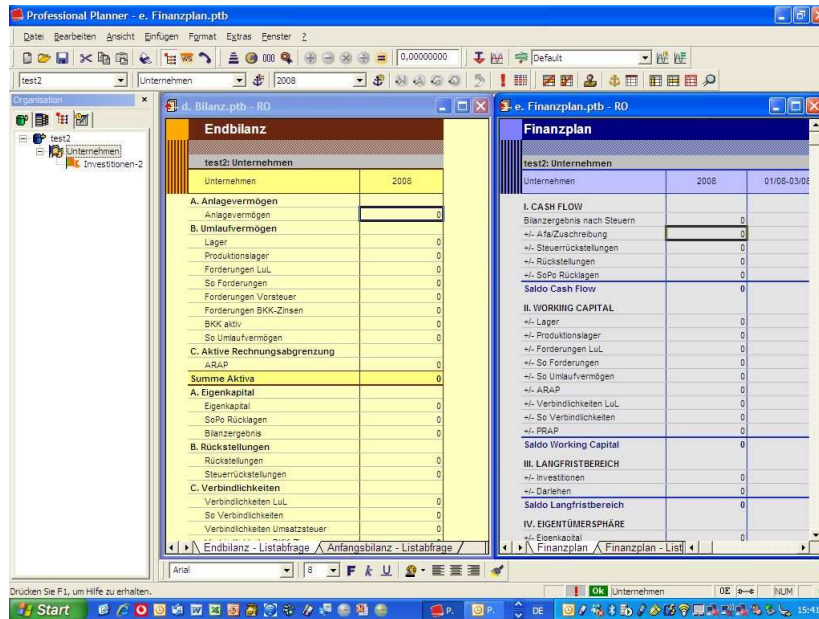 Professional Planner - e. Finanzplan.ptb
Datei Bearbeiten Ansicht Einfügen Format Extras Fenster ?
000 0,00000000 Default
test2 Unternehmen 2008
Organisation
test2
Unternehmen
Investitionen-2
d. Bilanz.ptb - RO
Endbilanz
test2: Unternehmen
Unternehmen 2008
A. Anlagevermögen
Anlagevermögen 0
B. Umlaufvermögen
Lager 0
Produktionslager 0
Forderungen LuL 0
So Forderungen 0
Forderungen Vorsteuer 0
Forderungen BKK-Zinsen 0
BKK aktiv 0
So Umlaufvermögen 0
C. Aktive Rechnungsabgrenzung
ARAP 0
Summe Aktiva 0
A. Eigenkapital
Eigenkapital 0
SoPo Rücklagen 0
Bilanzergebnis 0
B. Rückstellungen
Rückstellungen 0
Steuerrückstellungen 0
C. Verbindlichkeiten
Verbindlichkeiten LuL 0
So Verbindlichkeiten 0
Verbindlichkeiten Umsatzsteuer 0
Endbilanz - Listabfrage Anfangsbilanz - Listabfrage
e. Finanzplan.ptb - RO
Finanzplan
test2: Unternehmen
Unternehmen 2008 01/08-03/08
I. CASH FLOW
Bilanzergebnis nach Steuern 0
+/- Afa/Zuschreibung 0
+/- Steuerrückstellungen 0
+/- Rückstellungen 0
+/- SoPo Rücklagen 0
Saldo Cash Flow 0
II. WORKING CAPITAL
+/- Lager 0
+/- Produktionslager 0
+/- Forderungen LuL 0
+/- So Forderungen 0
+/- So Umlaufvermögen 0
+/- ARAP 0
+/- Verbindlichkeiten LuL 0
+/- So Verbindlichkeiten 0
+/- PRAP 0
Saldo Working Capital 0
III. LANGFRISTBEREICH
+/- Investitionen 0
+/- Darlehen 0
Saldo Langfristbereich 0
IV. EIGENTÜMERSPHÄRE
+/- Eigenkapital 0
Finanzplan Finanzplan - List
Arial 8 F k U
Drücken Sie F1, um Hilfe zu erhalten. Ok Unternehmen OE NUM
Start P. P. DE 15:41